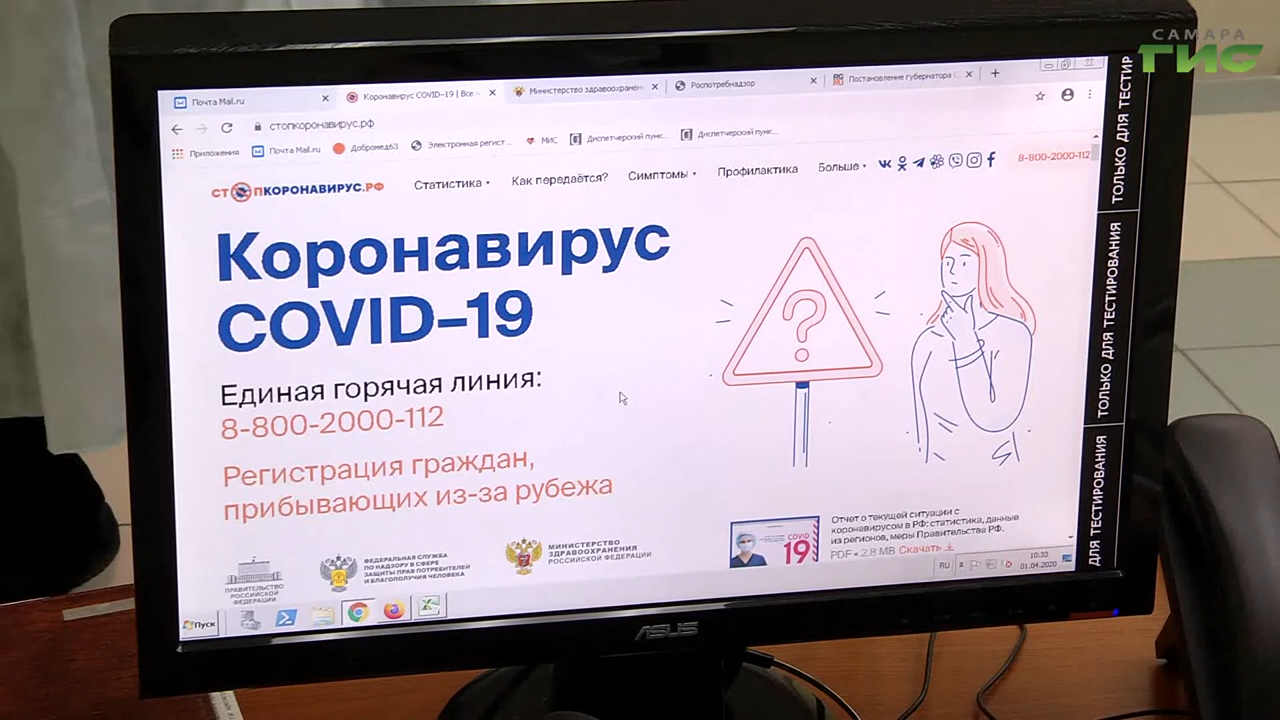 САМАРА
ГИС
Почта Mail.ru
Коронавирус COVID-19 | Все
Министерство здравоохранен
Роспотребнадзор
Постановление губернатора С
стопкоронавирус.рф
Приложения
Почта Mail.ru
Добромед63
Электронная регист...
МИС
Диспетчерский пунк...
Диспетчерский пунк...
СТОПКОРОНАВИРУС.РФ
Статистика
Как передаётся?
Симптомы
Профилактика
Больше
8-800-2000-112
Коронавирус
COVID-19
Единая горячая линия:
8-800-2000-112
Регистрация граждан,
прибывающих из-за рубежа
?
ПРАВИТЕЛЬСТВО
РОССИЙСКОЙ
ФЕДЕРАЦИИ
ФЕДЕРАЛЬНАЯ СЛУЖБА
ПО НАДЗОРУ В СФЕРЕ
ЗАЩИТЫ ПРАВ ПОТРЕБИТЕЛЕЙ
И БЛАГОПОЛУЧИЯ ЧЕЛОВЕКА
МИНИСТЕРСТВО
ЗДРАВООХРАНЕНИЯ
РОССИЙСКОЙ ФЕДЕРАЦИИ
COVID
19
Отчет о текущей ситуации с
коронавирусом в РФ: статистика, данные
из регионов, меры Правительства РФ.
PDF • 2.8 MB Скачать
Пуск
RU
10:33
01.04.2020
ТОЛЬКО ДЛЯ ТЕСТИР
ТОЛЬКО ДЛЯ ТЕСТИРОВАНИЯ
ДЛЯ ТЕСТИРОВАНИЯ
ASUS